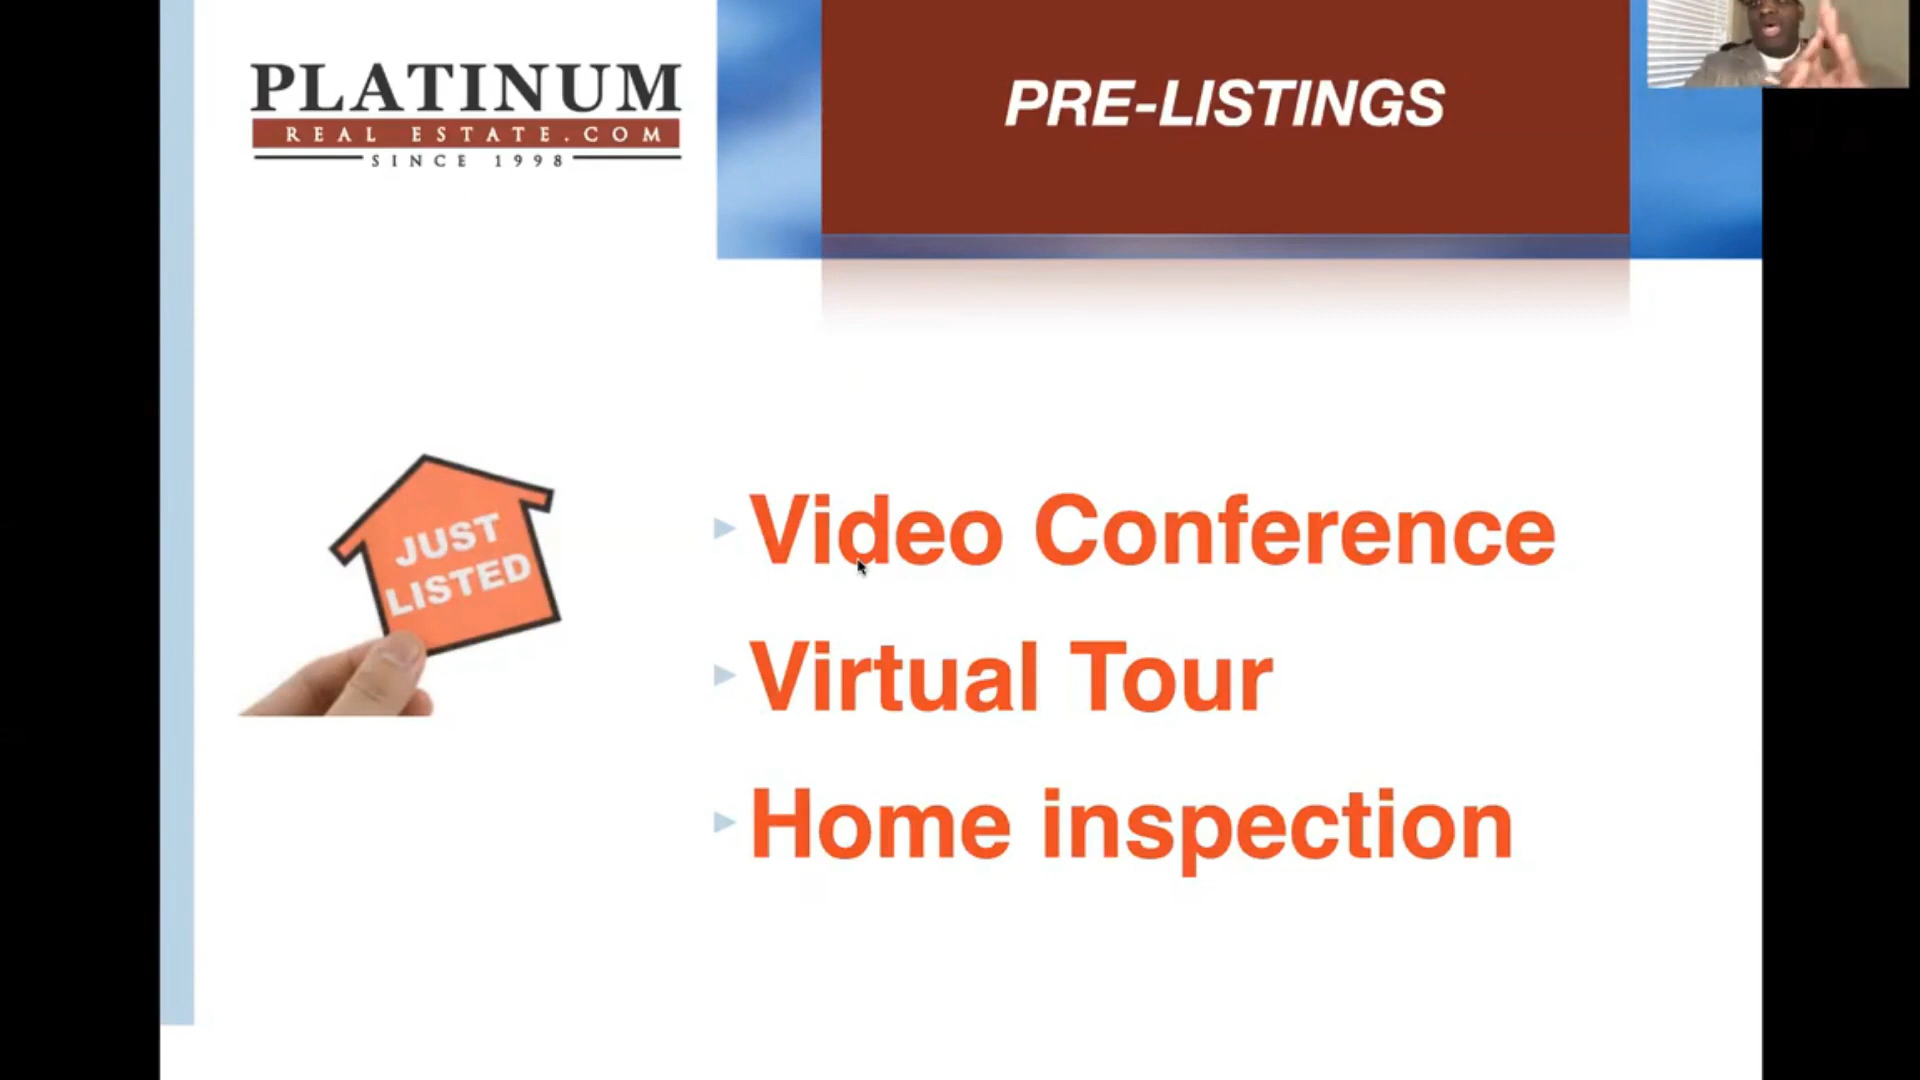 PLATINUM
REAL ESTATE.COM
SINCE 1998
PRE-LISTINGS
JUST
LISTED
Video Conference
Virtual Tour
Home inspection